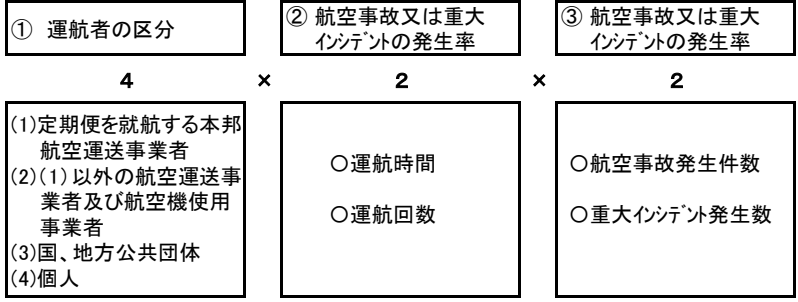 ① 運航者の区分
② 航空事故又は重大
インシデントの発生率
③ 航空事故又は重大
インシデントの発生率
4 × 2 × 2
(1)定期便を就航する本邦
航空運送事業者
(2)(1)以外の航空運送事
業者及び航空機使用
事業者
(3)国、地方公共団体
(4)個人
○運航時間
○運航回数
○航空事故発生件数
○重大インシデント発生数